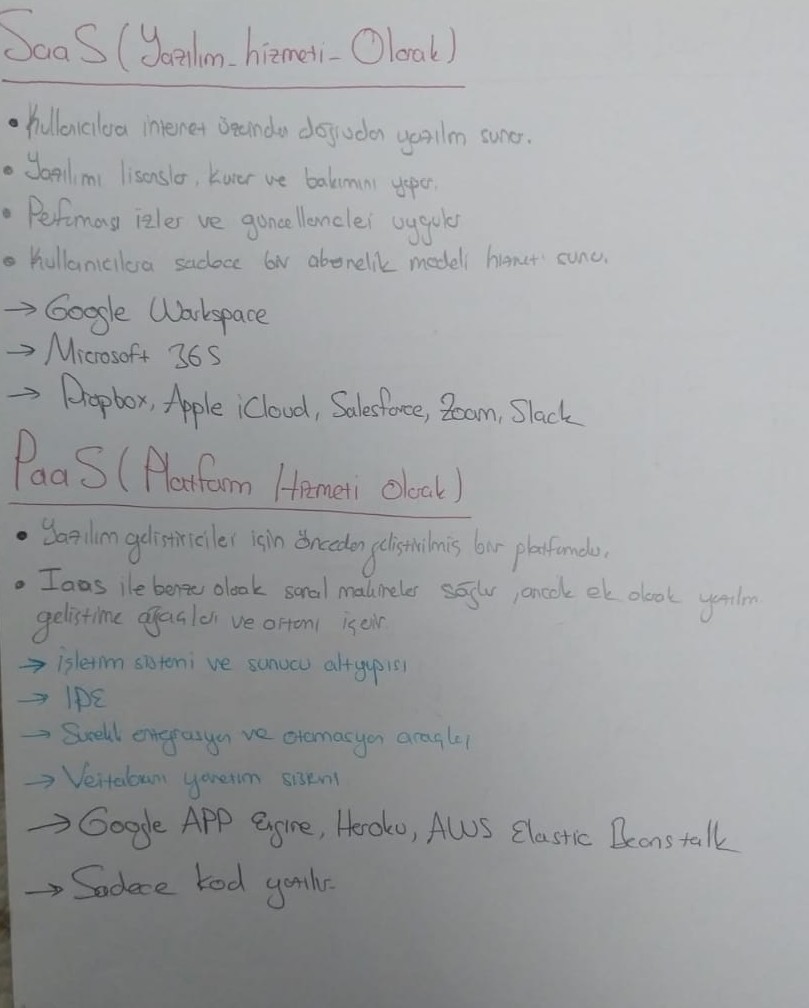 SaaS (Yazılım-hizmeti-Olarak)
• Kullanıcılara internet üzerinden doğrudan yazılım sunar.
• Yazılımı lisanslar, kurar ve bakımını yapar.
• Performansı izler ve güncellemeleri uygular
• Kullanıcılara sadece bir abonelik modeli hizmet sunar.
→ Google Workspace
→ Microsoft 365
→ Dropbox, Apple iCloud, Salesforce, Zoom, Slack
PaaS (Platform Hizmeti Olarak)
• Yazılım geliştiriciler için önceden geliştirilmiş bir platformdur.
• Iaas ile benzer olarak sanal makineler sağlar, ancak ek olarak yazılım
geliştirme araçları ve ortamı içerir.
→ işletim sistemi ve sunucu altyapısı
→ IDE
→ Sürekli entegrasyon ve otomasyon araçları
→ Veritabanı yönetim sistemi
→ Google APP Engine, Heroku, AWS Elastic Beanstalk
→ Sadece kod yazılır.